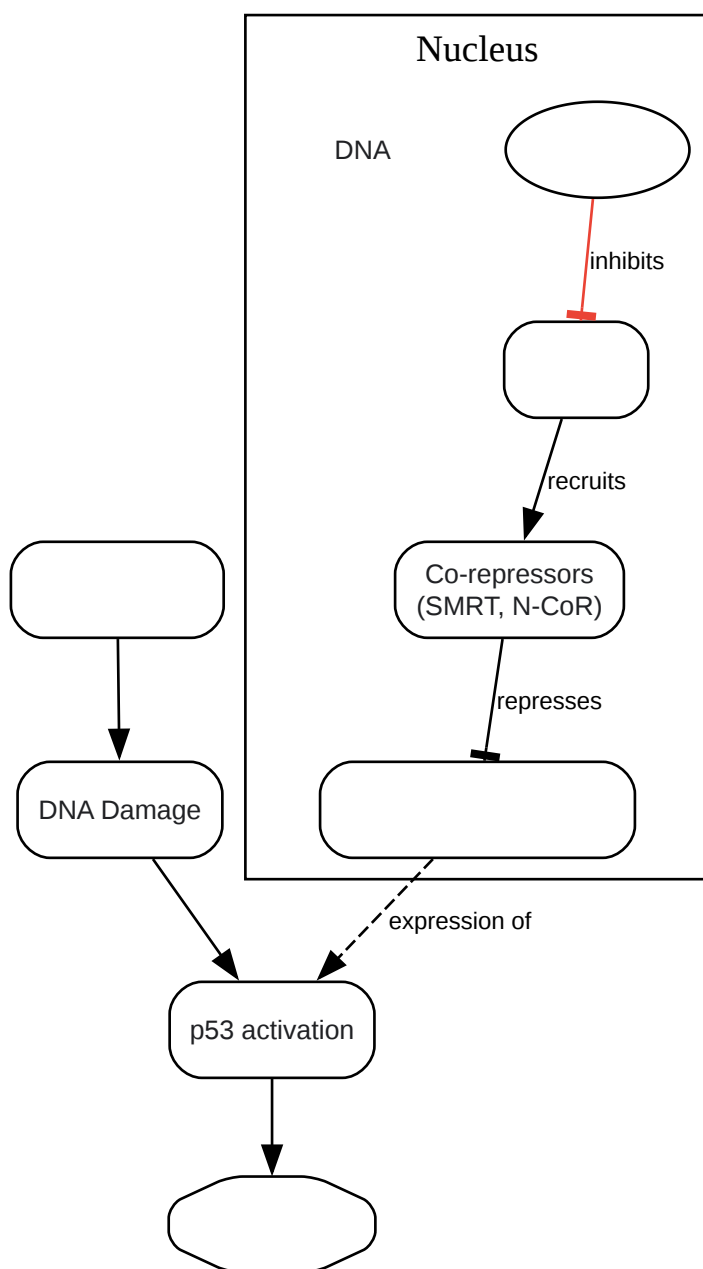 Nucleus
DNA
inhibits
recruits
Co-repressors
(SMRT, N-CoR)
represses
DNA Damage
expression of
p53 activation